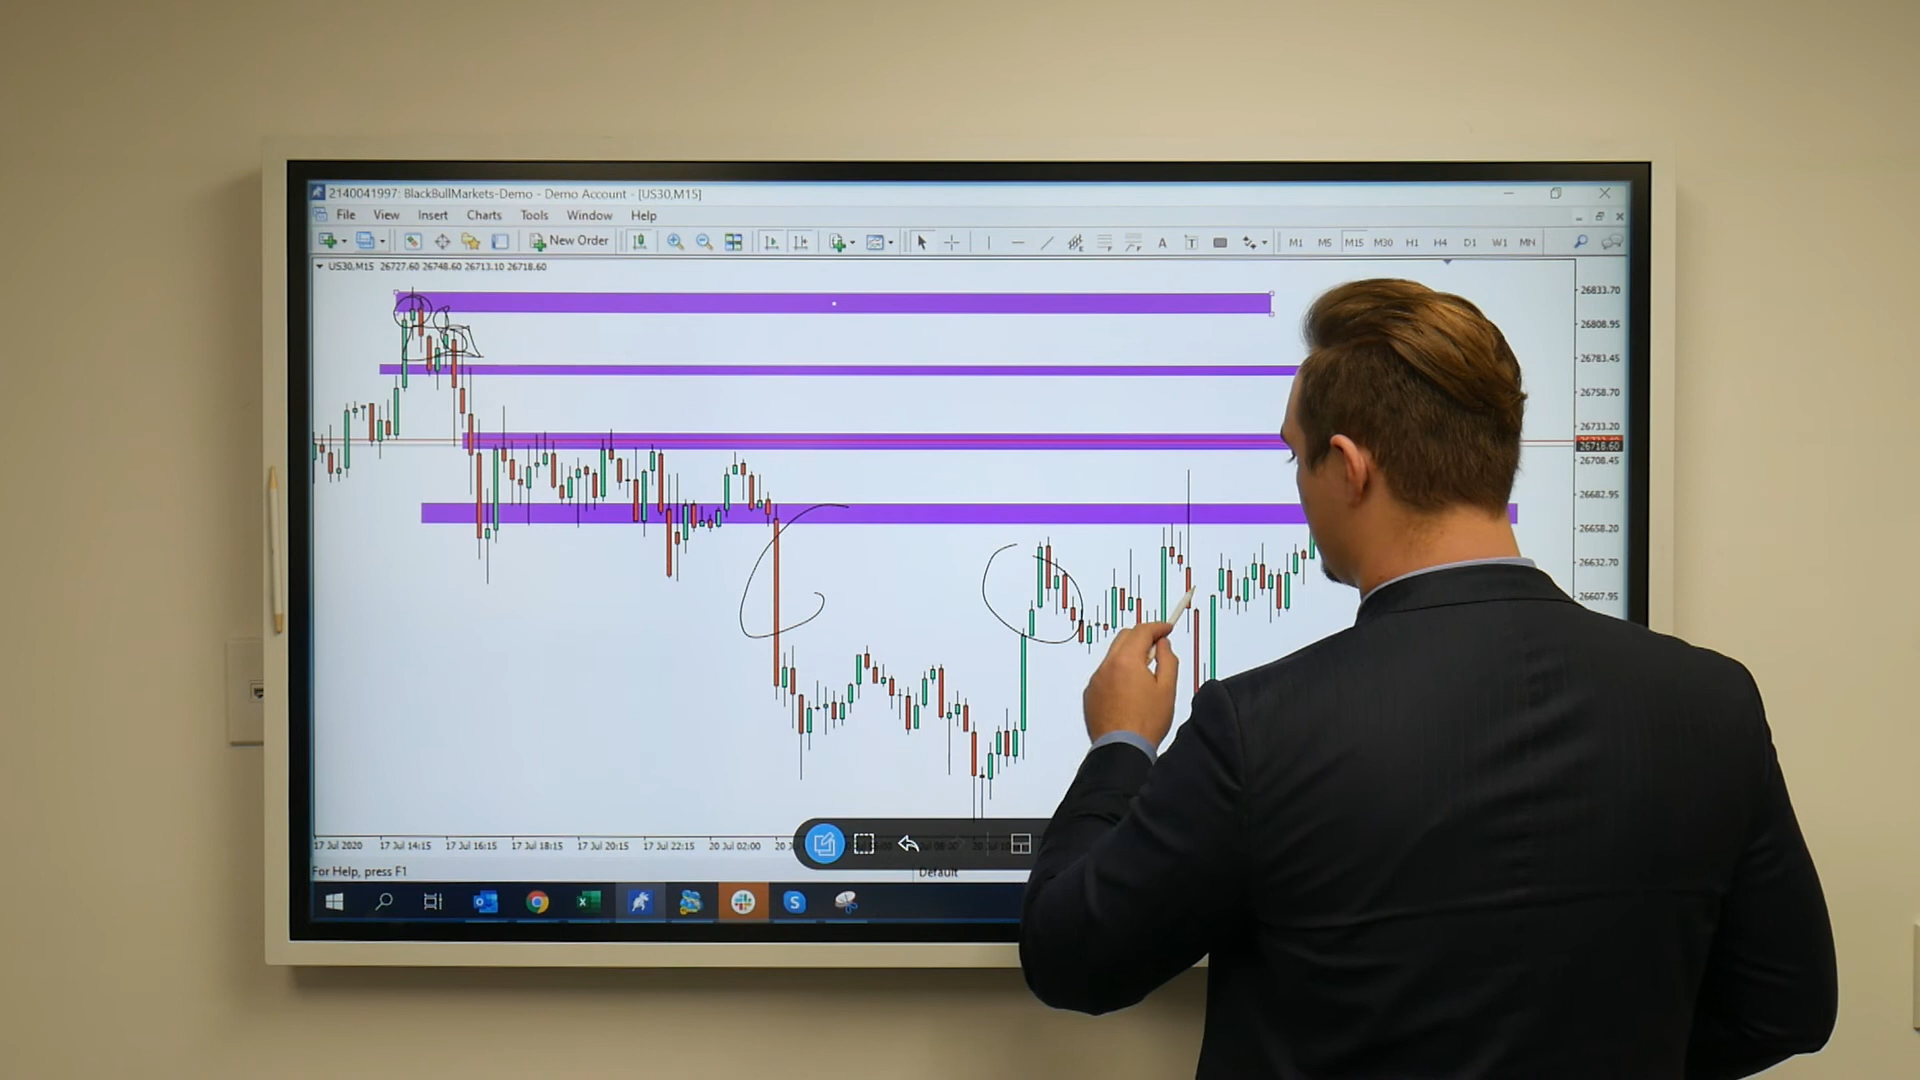 2140041997: BlackBullMarkets-Demo - Demo Account - [US30,M15]
File View Insert Charts Tools Window Help
New Order A T M1 M5 M15 M30 H1 H4 D1 W1 MN
US30,M15 26727.60 26748.60 26713.10 26718.60
26833.70
26808.95
26783.45
26758.70
26733.20
26718.60
26708.45
26682.95
26658.20
26632.70
26607.95
17 Jul 2020 17 Jul 14:15 17 Jul 16:15 17 Jul 18:15 17 Jul 20:15 17 Jul 22:15 20 Jul 02:00 20
For Help, press F1 Default